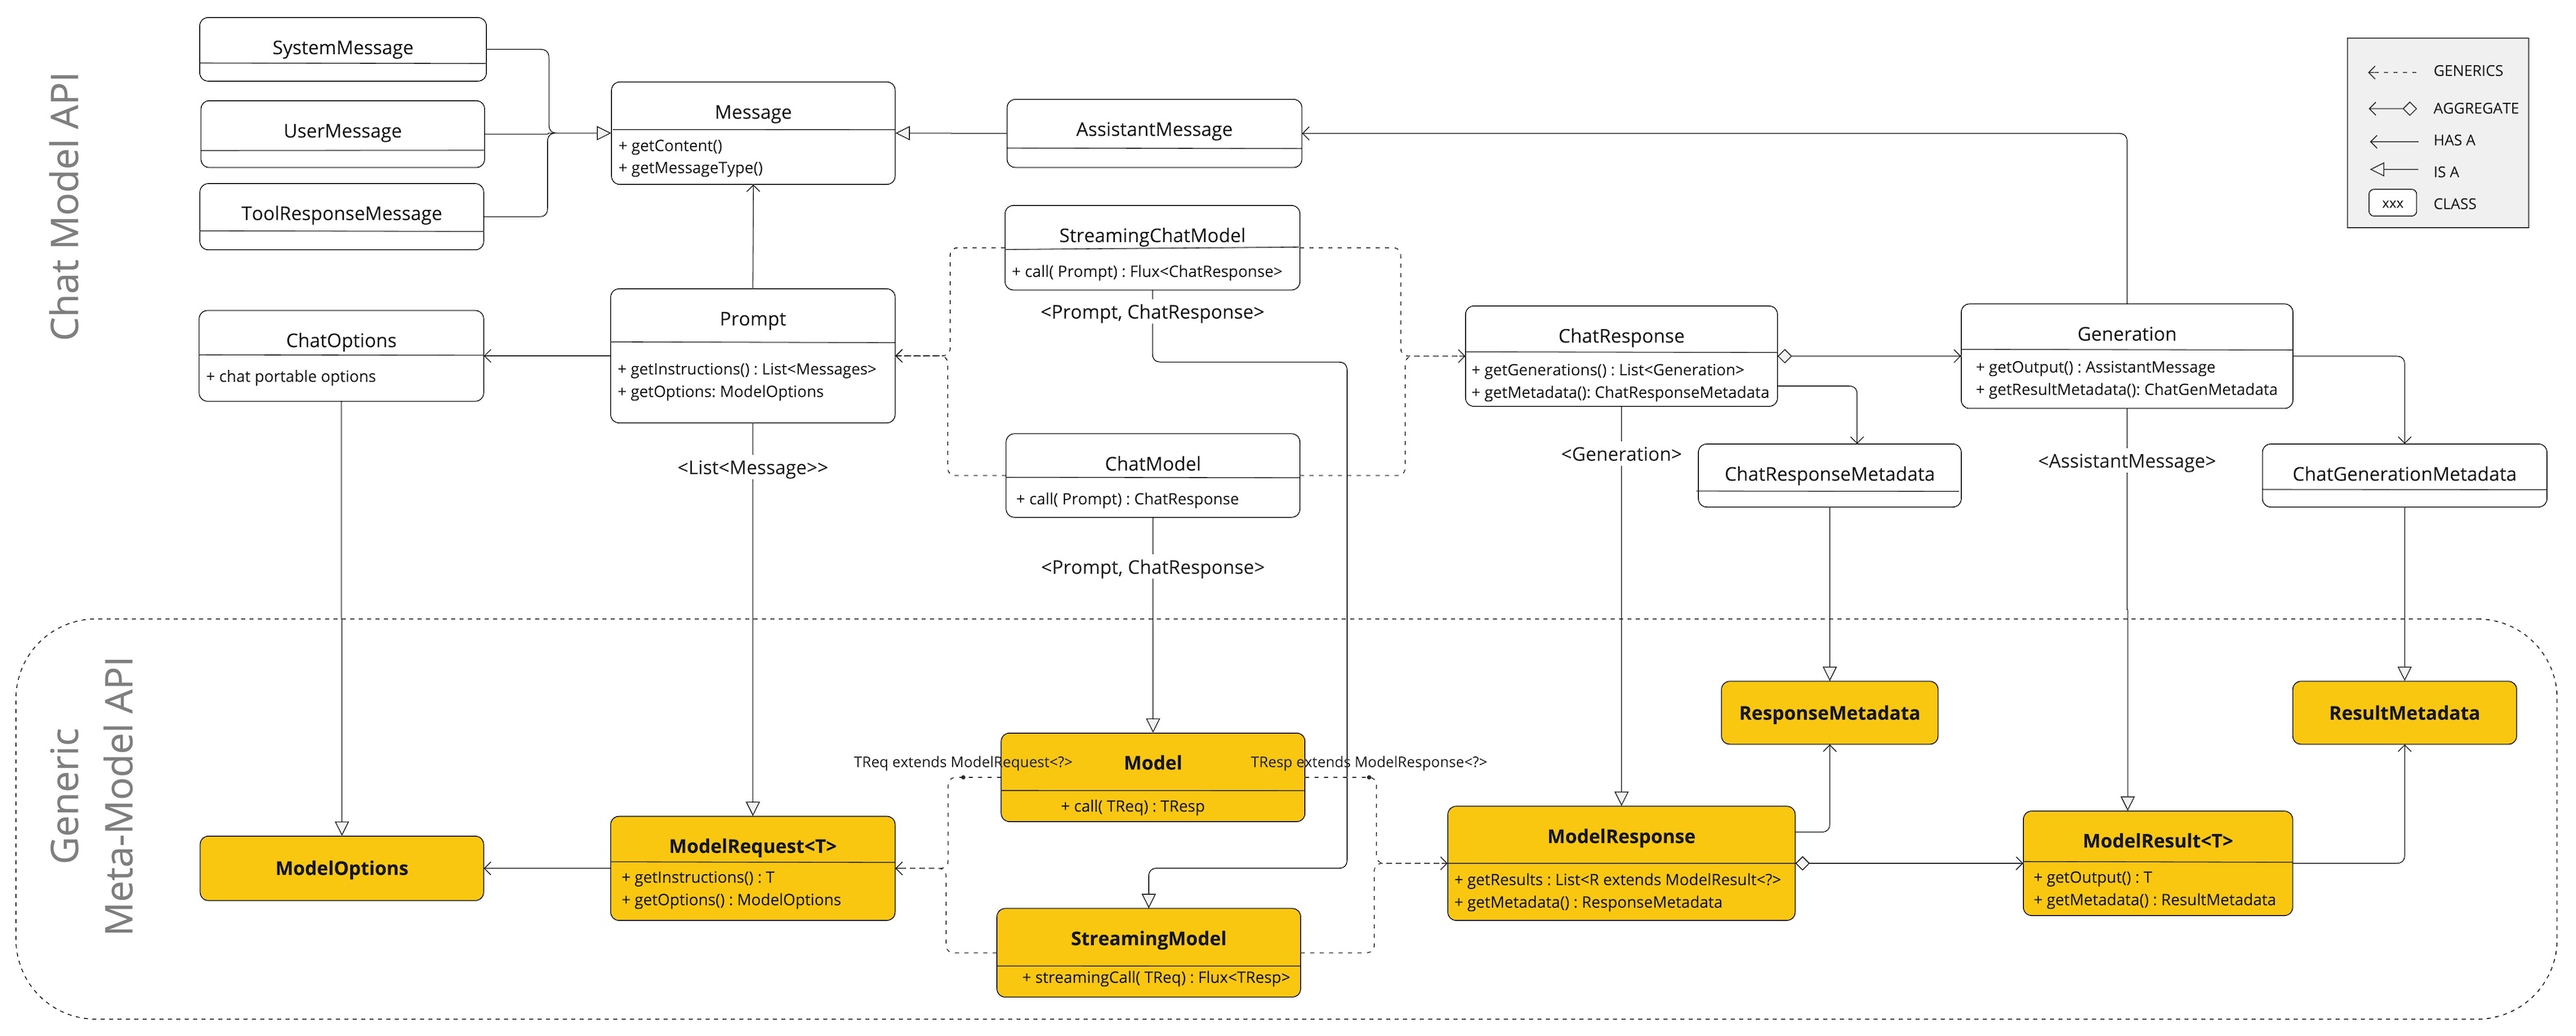 Chat Model API
SystemMessage
UserMessage
ToolResponseMessage
Message
+ getContent()
+ getMessageType()
AssistantMessage
GENERICS
AGGREGATE
HAS A
IS A
xxx
CLASS
StreamingChatModel
+ call( Prompt) : Flux<ChatResponse>
<Prompt, ChatResponse>
ChatOptions
+ chat portable options
Prompt
+ getInstructions() : List<Messages>
+ getOptions: ModelOptions
<List<Message>>
ChatModel
+ call( Prompt) : ChatResponse
<Prompt, ChatResponse>
ChatResponse
+ getGenerations() : List<Generation>
+ getMetadata(): ChatResponseMetadata
<Generation>
ChatResponseMetadata
Generation
+ getOutput() : AssistantMessage
+ getResultMetadata(): ChatGenMetadata
<AssistantMessage>
ChatGenerationMetadata
Generic
Meta-Model API
ModelOptions
ModelRequest<T>
+ getInstructions() : T
+ getOptions() : ModelOptions
TReq extends ModelRequest<?>
Model
+ call( TReq) : TResp
TResp extends ModelResponse<?>
StreamingModel
+ streamingCall( TReq) : Flux<TResp>
ResponseMetadata
ResultMetadata
ModelResponse
+ getResults : List<R extends ModelResult<?>
+ getMetadata() : ResponseMetadata
ModelResult<T>
+ getOutput() : T
+ getMetadata() : ResultMetadata